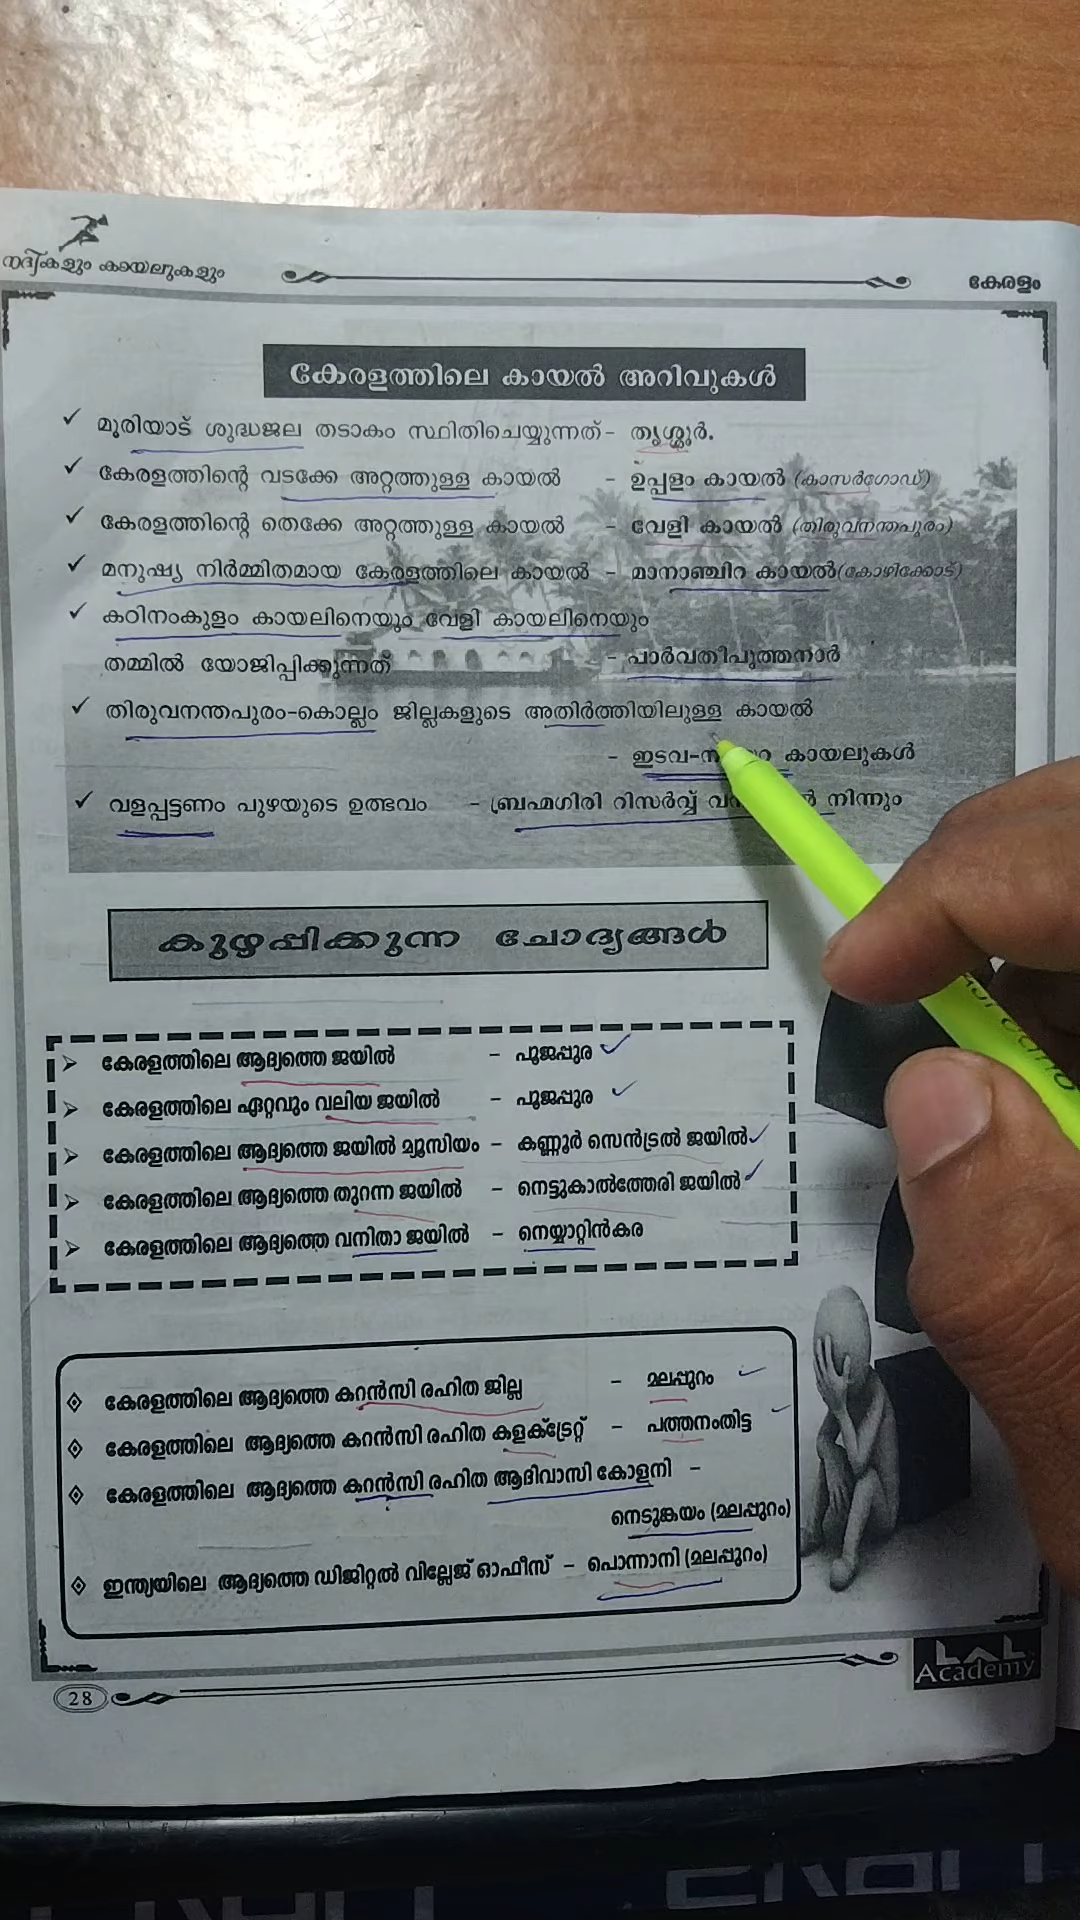 നദികളും കായലുകളും
കേരളം
കേരളത്തിലെ കായൽ അറിവുകൾ
✓ മൂരിയാട് ശുദ്ധജല തടാകം സ്ഥിതിചെയ്യുന്നത് - തൃശ്ശൂർ.
✓ കേരളത്തിന്റെ വടക്കേ അറ്റത്തുള്ള കായൽ - ഉപ്പളം കായൽ (കാസർഗോഡ്)
✓ കേരളത്തിന്റെ തെക്കേ അറ്റത്തുള്ള കായൽ - വേളി കായൽ (തിരുവനന്തപുരം)
✓ മനുഷ്യ നിർമ്മിതമായ കേരളത്തിലെ കായൽ - മാനാഞ്ചിറ കായൽ(കോഴിക്കോട്)
✓ കഠിനംകുളം കായലിനെയും വേളി കായലിനെയും
തമ്മിൽ യോജിപ്പിക്കുന്നത് - പാർവതീപുത്തനാർ
✓ തിരുവനന്തപുരം-കൊല്ലം ജില്ലകളുടെ അതിർത്തിയിലുള്ള കായൽ
- ഇടവ- കായലുകൾ
✓ വളപ്പട്ടണം പുഴയുടെ ഉത്ഭവം - ബ്രഹ്മഗിരി റിസർവ്വ് നിന്നും
കുഴപ്പിക്കുന്ന ചോദ്യങ്ങൾ
➢ കേരളത്തിലെ ആദ്യത്തെ ജയിൽ - പൂജപ്പുര ✓
➢ കേരളത്തിലെ ഏറ്റവും വലിയ ജയിൽ - പൂജപ്പുര ✓
➢ കേരളത്തിലെ ആദ്യത്തെ ജയിൽ മ്യൂസിയം - കണ്ണൂർ സെൻട്രൽ ജയിൽ ✓
➢ കേരളത്തിലെ ആദ്യത്തെ തുറന്ന ജയിൽ - നെട്ടുകാൽത്തേരി ജയിൽ ✓
➢ കേരളത്തിലെ ആദ്യത്തെ വനിതാ ജയിൽ - നെയ്യാറ്റിൻകര
കേരളത്തിലെ ആദ്യത്തെ കറൻസി രഹിത ജില്ല - മലപ്പുറം ✓
കേരളത്തിലെ ആദ്യത്തെ കറൻസി രഹിത കളക്ട്രേറ്റ് - പത്തനംതിട്ട ✓
കേരളത്തിലെ ആദ്യത്തെ കറൻസി രഹിത ആദിവാസി കോളനി -
നെടുങ്കയം (മലപ്പുറം)
ഇന്ത്യയിലെ ആദ്യത്തെ ഡിജിറ്റൽ വില്ലേജ് ഓഫീസ് - പൊന്നാനി (മലപ്പുറം)
LAL
Academy
28